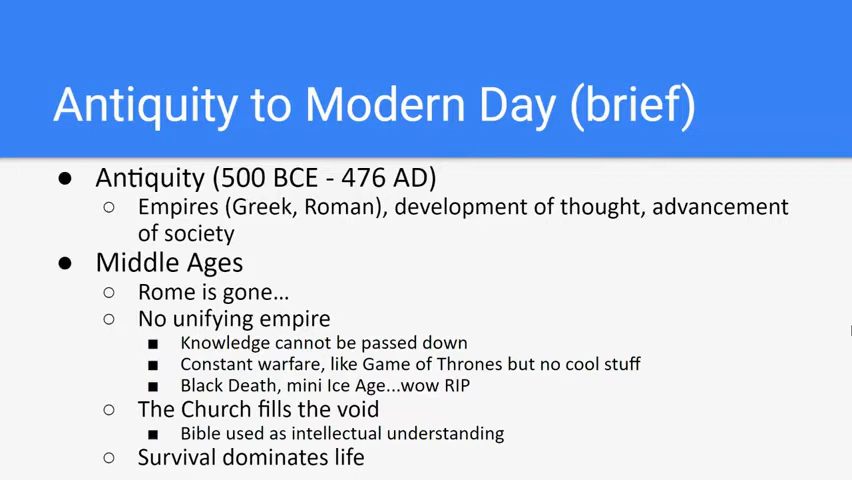 Antiquity to Modern Day (brief)
● Antiquity (500 BCE - 476 AD)
○ Empires (Greek, Roman), development of thought, advancement
of society
● Middle Ages
○ Rome is gone...
○ No unifying empire
■ Knowledge cannot be passed down
■ Constant warfare, like Game of Thrones but no cool stuff
■ Black Death, mini Ice Age...wow RIP
○ The Church fills the void
■ Bible used as intellectual understanding
○ Survival dominates life